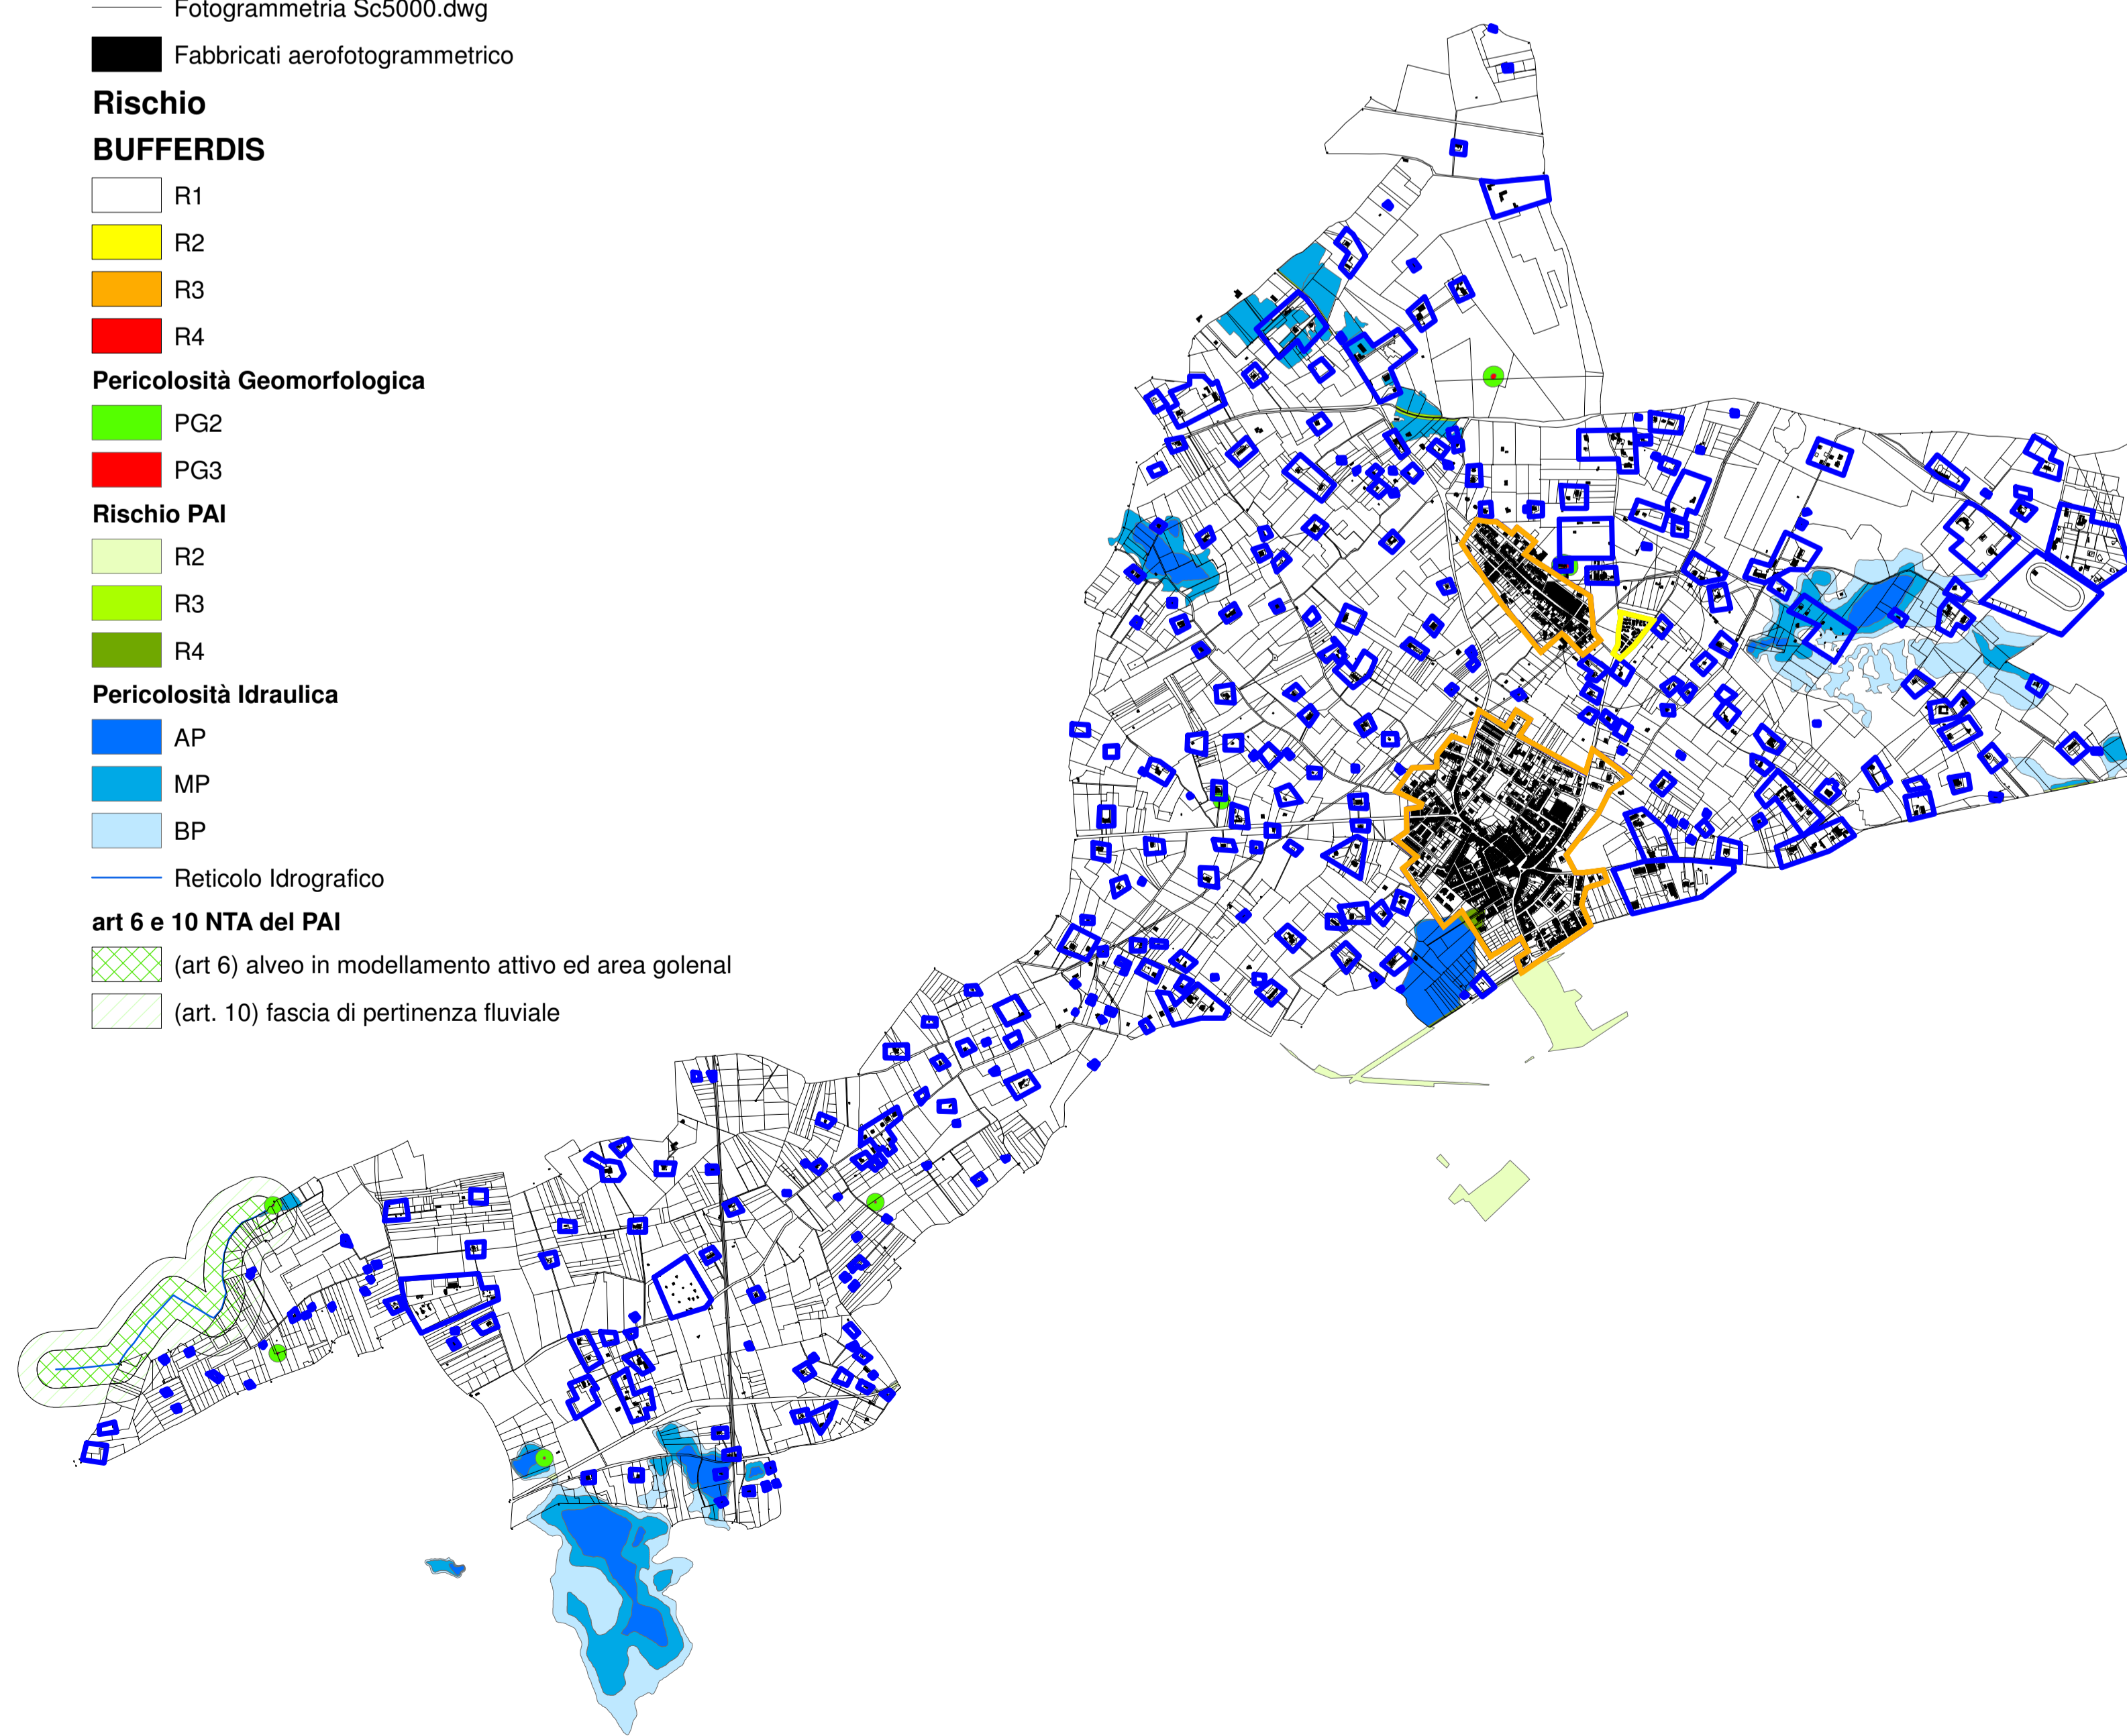 Fotogrammetria Sc5000.dwg
Fabbricati aerofotogrammetrico
Rischio
BUFFERDIS
R1
R2
R3
R4
Pericolosità Geomorfologica
PG2
PG3
Rischio PAI
R2
R3
R4
Pericolosità Idraulica
AP
MP
BP
Reticolo Idrografico
art 6 e 10 NTA del PAI
(art 6) alveo in modellamento attivo ed area golenal
(art. 10) fascia di pertinenza fluviale